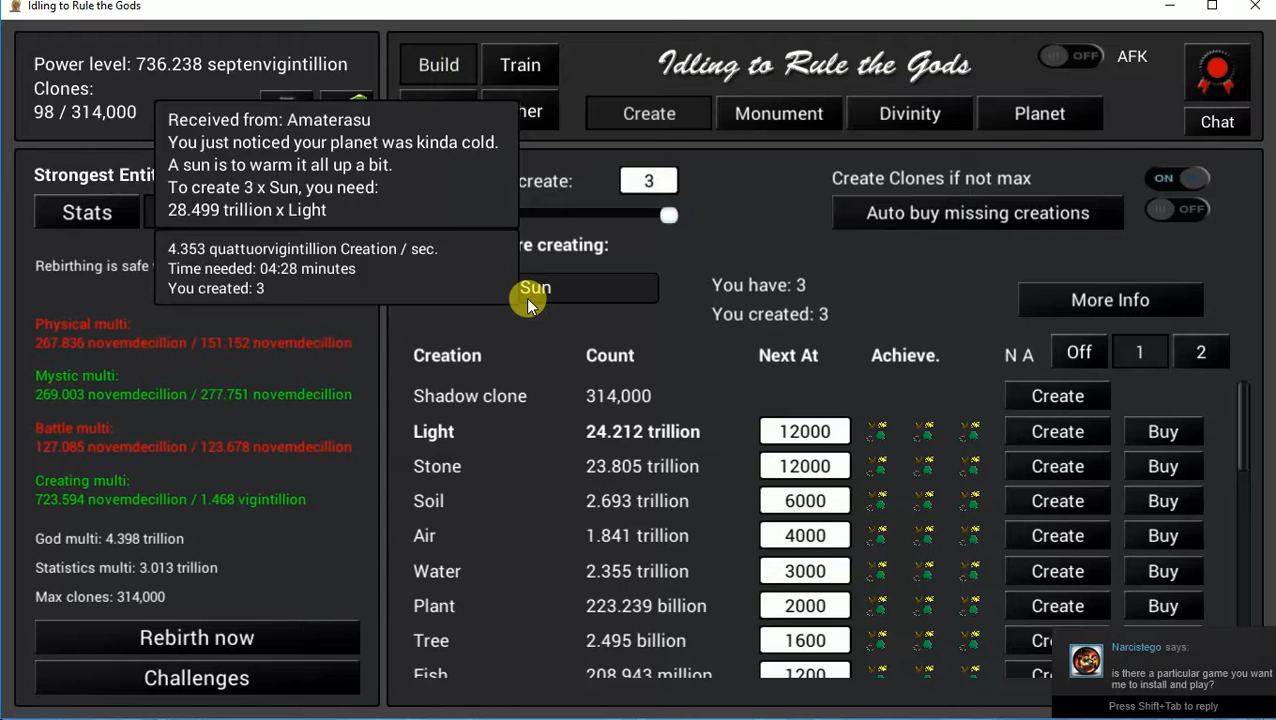 Idling to Rule the Gods
Power level: 736.238 septenvigintillion
Clones:
98 / 314,000
Build
Train
Idling to Rule the Gods
OFF
AFK
Create
Monument
Divinity
Planet
Chat
Received from: Amaterasu
You just noticed your planet was kinda cold.
A sun is to warm it all up a bit.
To create 3 x Sun, you need:
28.499 trillion x Light
4.353 quattuorvigintillion Creation / sec.
Time needed: 04:28 minutes
You created: 3
Strongest Enti
Stats
create:
3
Create Clones if not max
ON
Auto buy missing creations
OFF
re creating:
Sun
You have: 3
You created: 3
More Info
Rebirthing is safe
Physical multi:
267.836 novemdecillion / 151.152 novemdecillion
Mystic multi:
269.003 novemdecillion / 277.751 novemdecillion
Battle multi:
127.085 novemdecillion / 123.678 novemdecillion
Creating multi:
723.594 novemdecillion / 1.468 vigintillion
God multi: 4.398 trillion
Statistics multi: 3.013 trillion
Max clones: 314,000
Rebirth now
Challenges
Creation Count Next At Achieve. N A Off 1 2
Shadow clone 314,000 Create
Light 24.212 trillion 12000 Create Buy
Stone 23.805 trillion 12000 Create Buy
Soil 2.693 trillion 6000 Create Buy
Air 1.841 trillion 4000 Create Buy
Water 2.355 trillion 3000 Create Buy
Plant 223.239 billion 2000 Create Buy
Tree 2.495 billion 1600 Cr
Fish 208.943 million 1200
Narcistego says:
is there a particular game you want
me to install and play?
Press Shift+Tab to reply